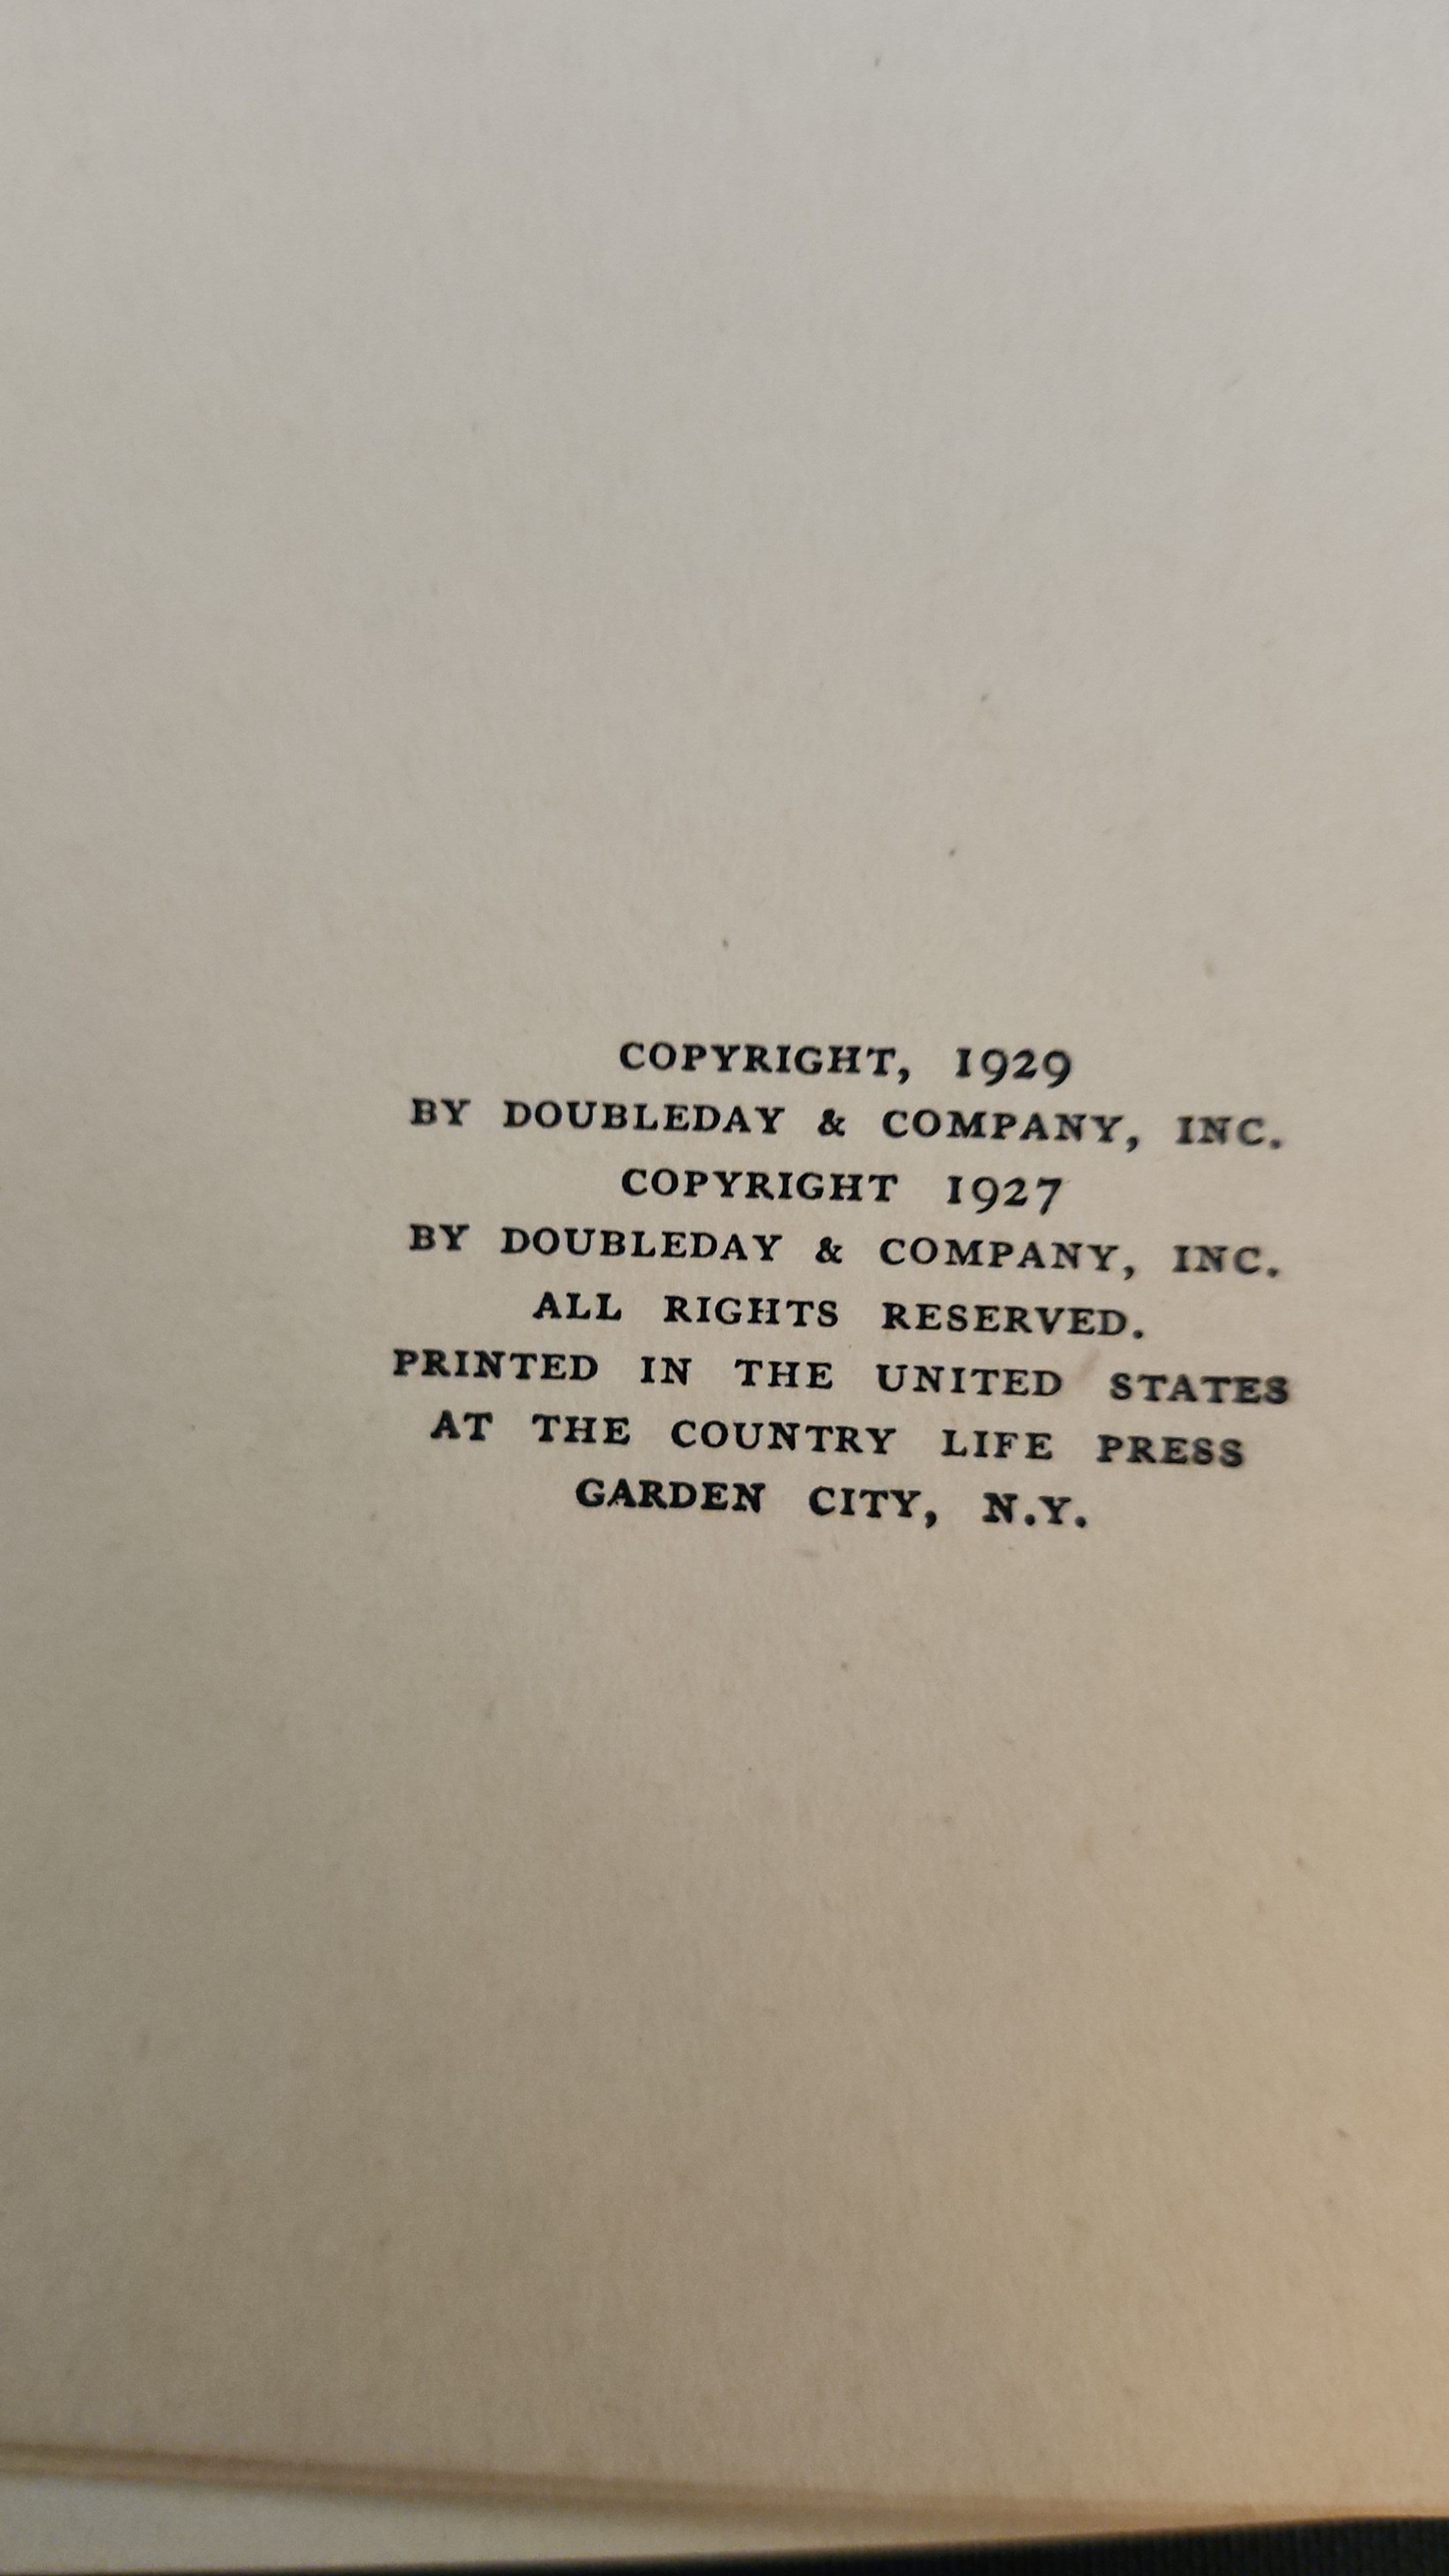 COPYRIGHT, 1929
BY DOUBLEDAY & COMPANY, INC.
COPYRIGHT 1927
BY DOUBLEDAY & COMPANY, INC.
ALL RIGHTS RESERVED.
PRINTED IN THE UNITED STATES
AT THE COUNTRY LIFE PRESS
GARDEN CITY, N.Y.